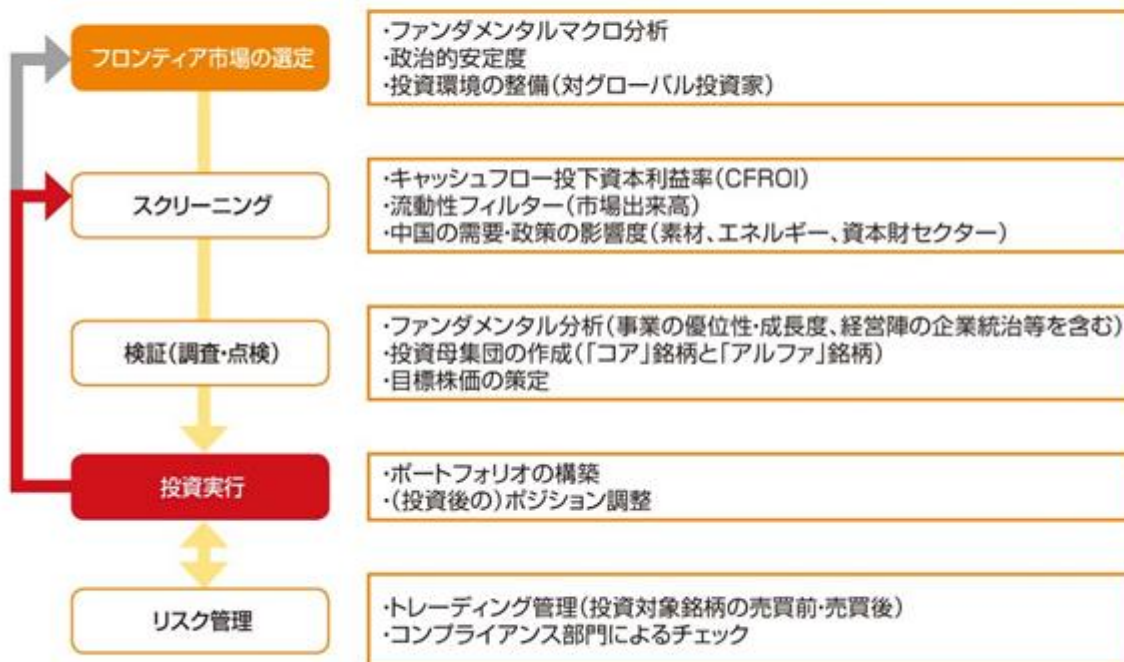 フロンティア市場の選定
・ファンダメンタルマクロ分析
・政治的安定度
・投資環境の整備(対グローバル投資家)
スクリーニング
・キャッシュフロー投下資本利益率(CFROI)
・流動性フィルター(市場出来高)
・中国の需要・政策の影響度(素材、エネルギー、資本財セクター)
検証(調査・点検)
・ファンダメンタル分析(事業の優位性・成長度、経営陣の企業統治等を含む)
・投資母集団の作成(「コア」銘柄と「アルファ」銘柄)
・目標株価の策定
投資実行
・ポートフォリオの構築
・(投資後の)ポジション調整
リスク管理
・トレーディング管理(投資対象銘柄の売買前・売買後)
・コンプライアンス部門によるチェック